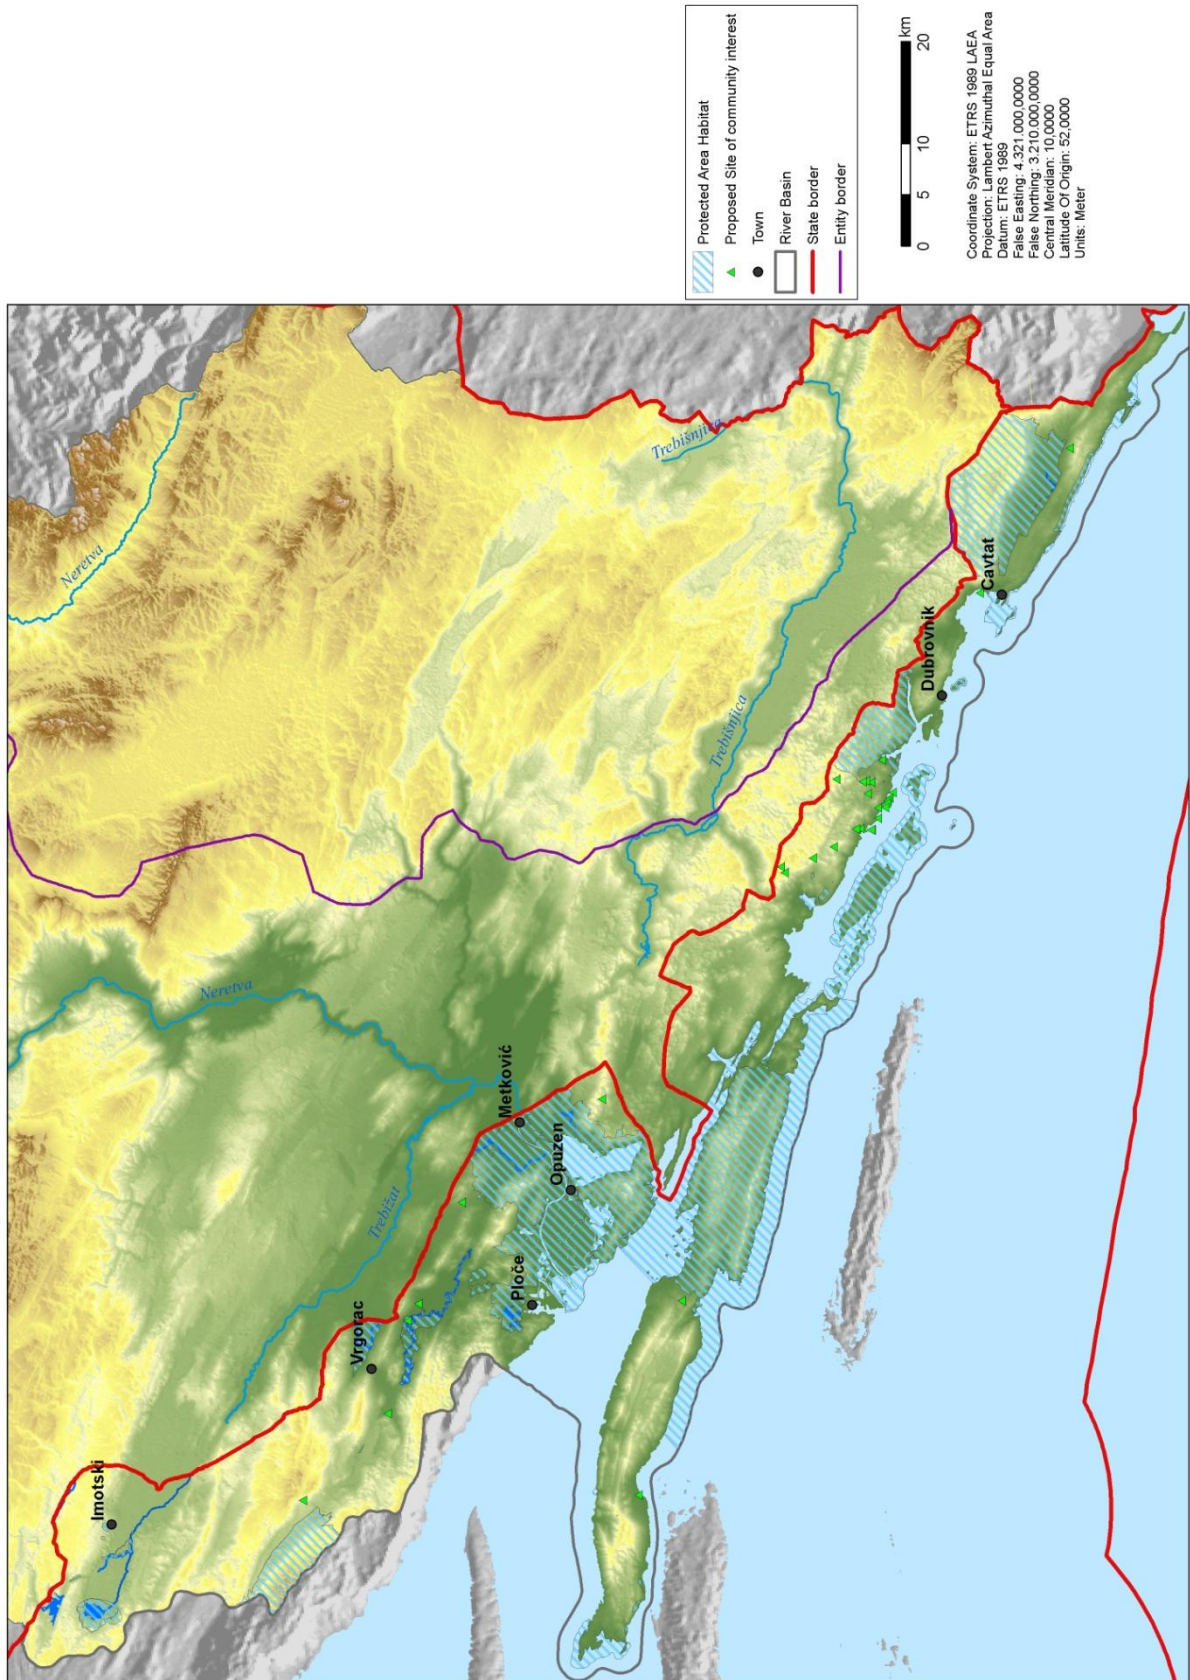 Neretva
Neretva
Trebišnjica
Trebišnjica
Trebižat
Imotski
Vrgorac
Metković
Opuzen
Ploče
Dubrovnik
Cavtat
Protected Area Habitat
Proposed Site of community interest
Town
River Basin
State border
Entity border
0 5 10 20 km
Coordinate System: ETRS 1989 LAEA
Projection: Lambert Azimuthal Equal Area
Datum: ETRS 1989
False Easting: 4.321.000,0000
False Northing: 3.210.000,0000
Central Meridian: 10,0000
Latitude Of Origin: 52,0000
Units: Meter